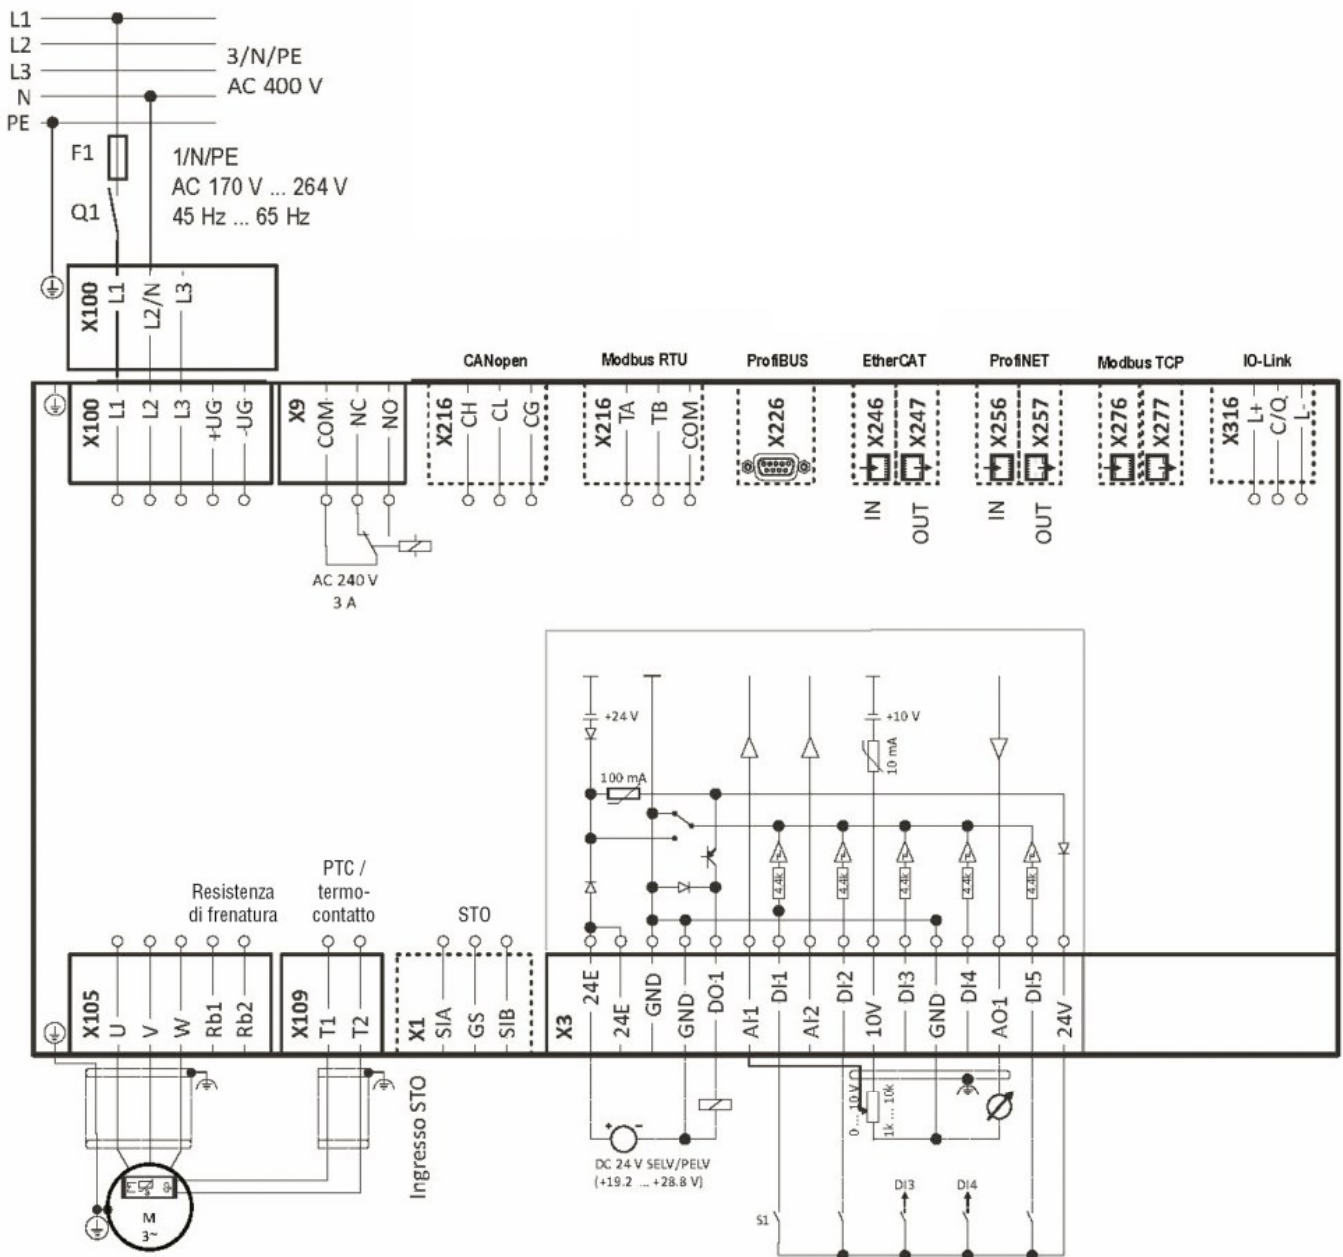 L1
L2
L3
N
PE
3/N/PE
AC 400 V
F1
Q1
1/N/PE
AC 170 V ... 264 V
45 Hz ... 65 Hz
X100
L1
L2/N
L3
CANopen
Modbus RTU
ProfiBUS
EtherCAT
ProfiNET
Modbus TCP
IO-Link
X100
L1
L2
L3
+UG
-UG
X9
COM
NC
NO
X216
CH
CL
CG
X216
TA
TB
COM
X226
X246
X247
X256
X257
X276
X277
X316
L+
C/Q
L-
IN
OUT
IN
OUT
AC 240 V
3 A
+24 V
+10 V
10 mA
100 mA
4.4k
4.4k
4.4k
4.4k
4.4k
Resistenza
di frenatura
PTC /
termo-
contatto
STO
X105
U
V
W
Rb1
Rb2
X109
T1
T2
X1
SIA
GS
SIB
X3
24E
24E
GND
GND
DO1
AI1
DI1
AI2
DI2
10V
DI3
GND
DI4
AO1
DI5
24V
Ingresso STO
0 ... 10 V
1k ... 10k
+
-
DC 24 V SELV/PELV
(+19.2 ... +28.8 V)
DI3
DI4
S1
M
3~